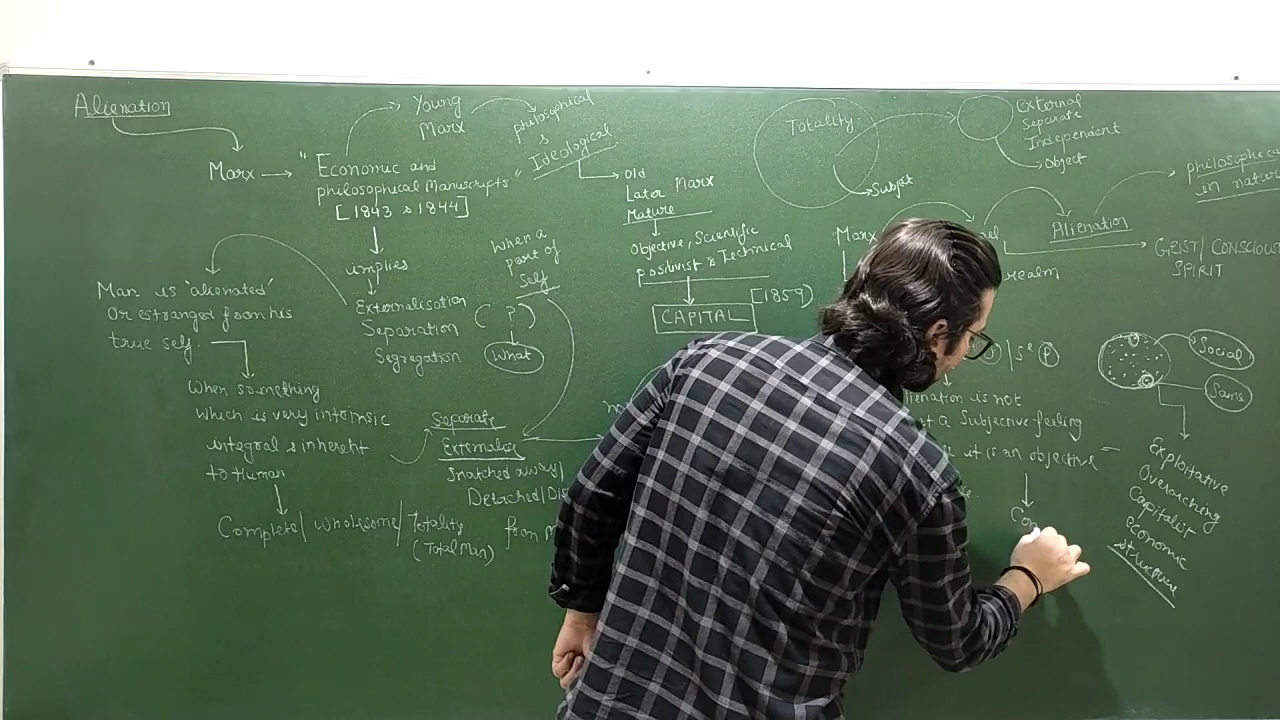 Alienation
Marx →
"Economic and
philosophical Manuscripts"
[1843 & 1844]
Young
Marx
philosophical
&
Ideological
Old
Later Marx
Mature
Objective, Scientific
positivist & Technical
CAPITAL
[1859)
implies
Externalisation
Separation
Segregation
( ? )
What
When a
part of
Self
Man is 'alienated'
Or estranged from his
true self.
When something
Which is very intrinsic
integral & inherent
to Human
Complete/ Wholesome/ Totality
(Total Man)
from
Separate
Externalise
Snatched away/
Detached/
Totality
Subject
External
Separate
Independent
Object
Marx
Alienation
philosophical
in nature
realm
GEIST/ CONSCIOUS
SPIRIT
P
is not
a Subjective feeling
it is an objective
Con
Social
Same
Exploitative
Overarching
Capitalist
economic
structure